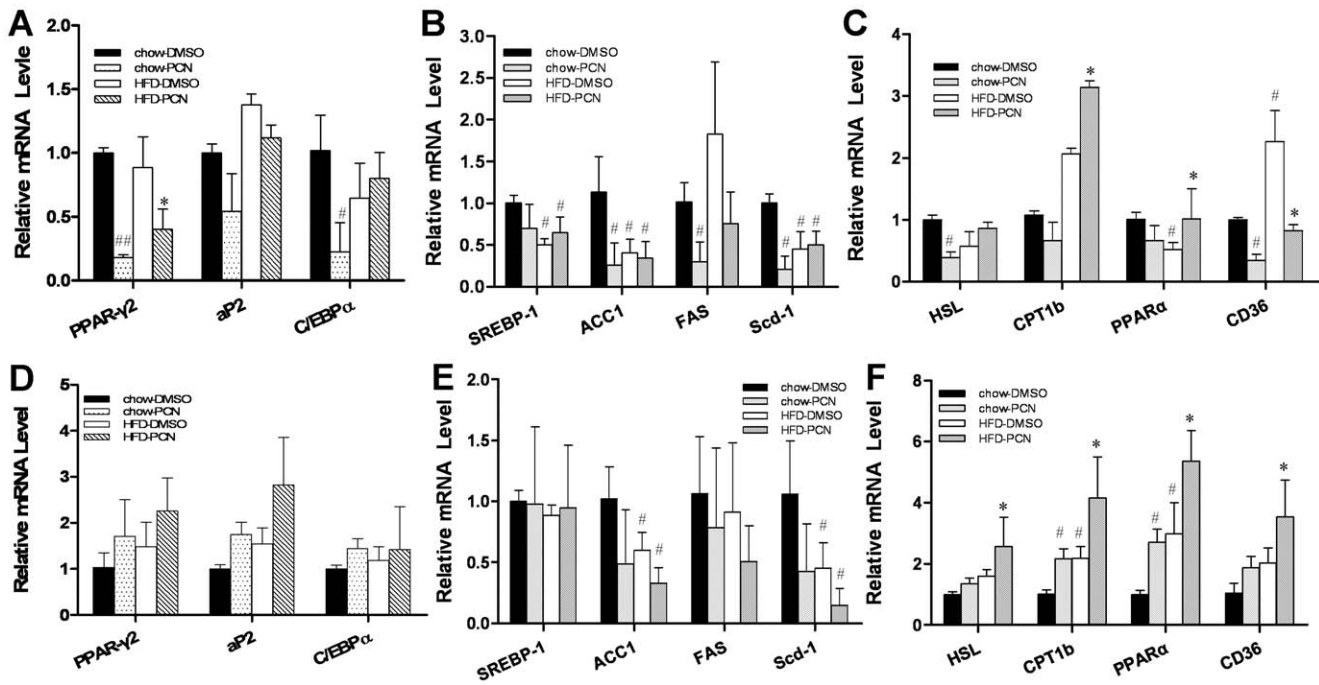 A
Relative mRNA Levle
2.0
1.5
1.0
0.5
0.0
chow-DMSO
chow-PCN
HFD-DMSO
HFD-PCN
##
*
#
PPAR-γ2
aP2
C/EBPα
B
Relative mRNA Level
3.0
2.5
2.0
1.5
1.0
0.5
0.0
chow-DMSO
chow-PCN
HFD-DMSO
HFD-PCN
# #
# # #
#
# # #
SREBP-1
ACC1
FAS
Scd-1
C
Relative mRNA Level
4
3
2
1
0
chow-DMSO
chow-PCN
HFD-DMSO
HFD-PCN
#
*
# *
# # *
HSL
CPT1b
PPARα
CD36
D
Relative mRNA Level
5
4
3
2
1
0
chow-DMSO
chow-PCN
HFD-DMSO
HFD-PCN
PPAR-γ2
aP2
C/EBPα
E
Relative mRNA Level
2.0
1.5
1.0
0.5
0.0
chow-DMSO
chow-PCN
HFD-DMSO
HFD-PCN
# #
# #
SREBP-1
ACC1
FAS
Scd-1
F
Relative mRNA Level
8
6
4
2
0
chow-DMSO
chow-PCN
HFD-DMSO
HFD-PCN
*
# # *
# # *
*
HSL
CPT1b
PPARα
CD36